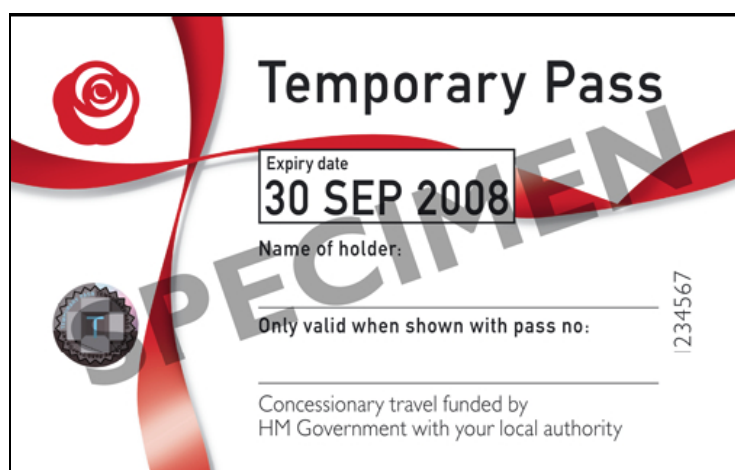 Temporary Pass
Expiry date
30 SEP 2008
Name of holder:
Only valid when shown with pass no:
1234567
Concessionary travel funded by
HM Government with your local authority
SPECIMEN
T